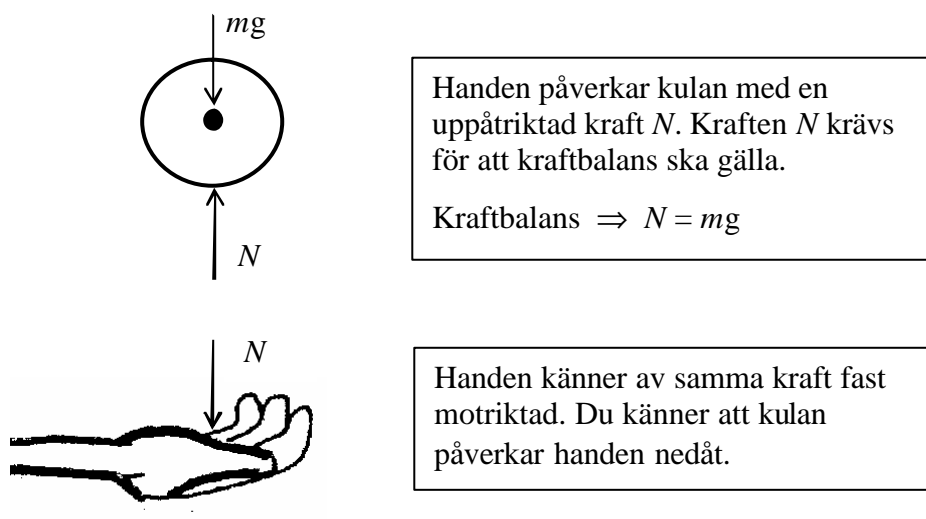 mg
Handen påverkar kulan med en
uppåtriktad kraft N. Kraften N krävs
för att kraftbalans ska gälla.
Kraftbalans ⇒ N = mg
N
N
Handen känner av samma kraft fast
motriktad. Du känner att kulan
påverkar handen nedåt.